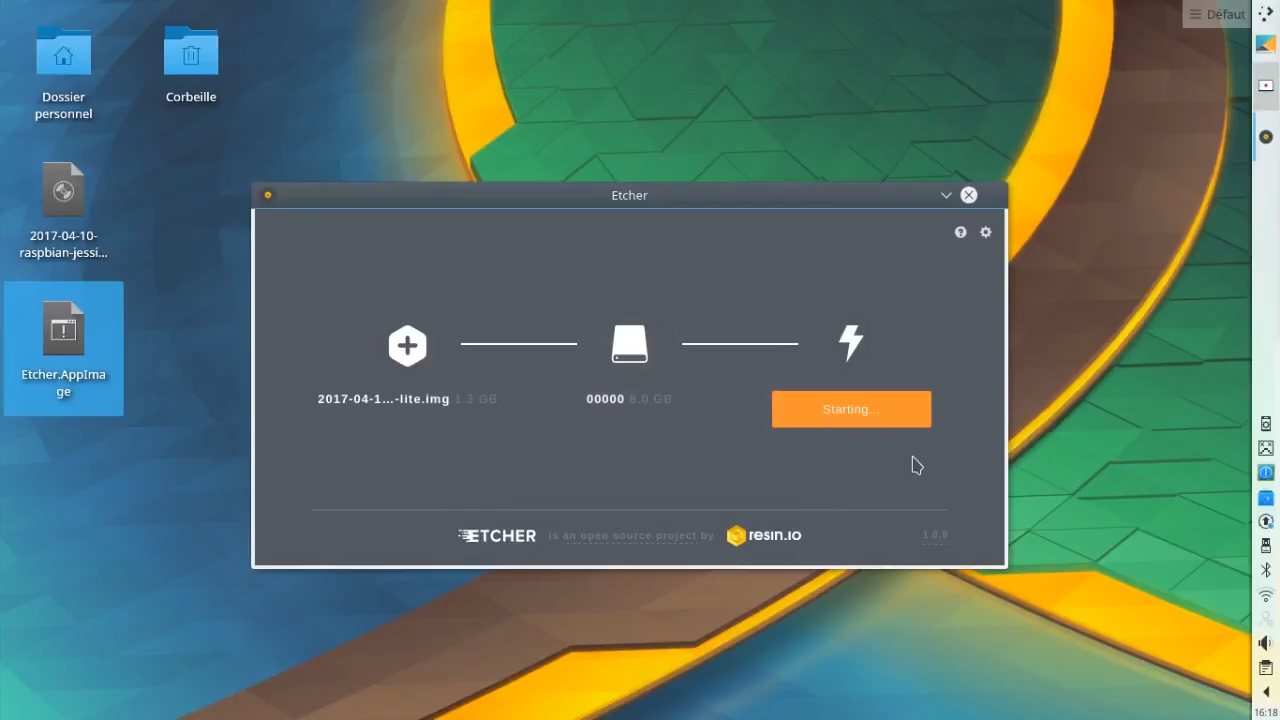 Défaut
Dossier
personnel
Corbeille
2017-04-10-
raspbian-jessi...
Etcher.AppIma
ge
Etcher
2017-04-1...-lite.img 1.3 GB
00000 8.0 GB
Starting...
ETCHER is an open source project by resin.io
1.0.0
16:18